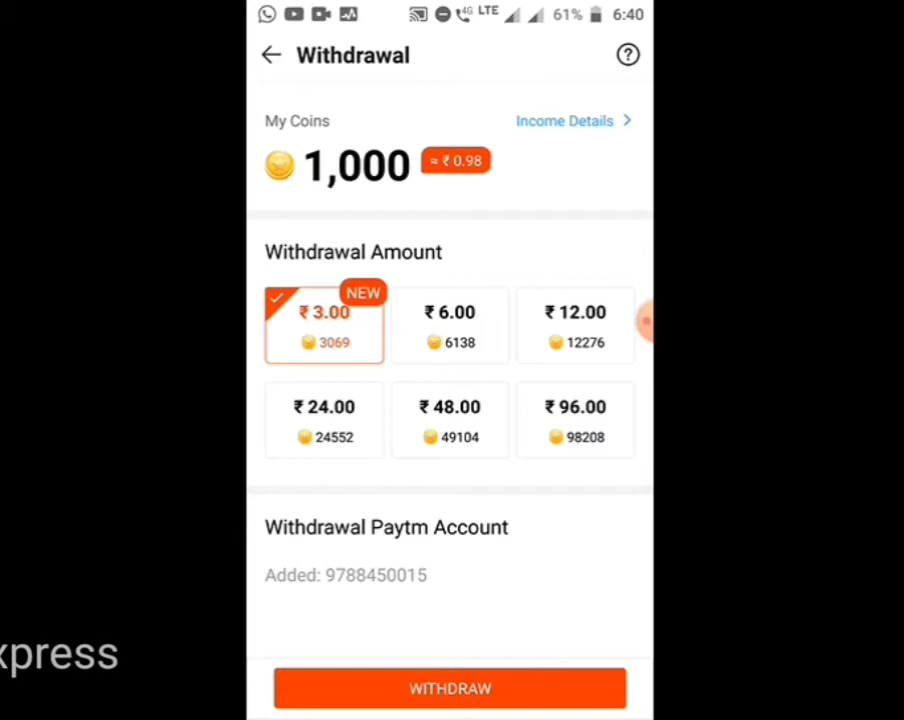 4G LTE 61% 6:40
Withdrawal
My Coins Income Details >
1,000 ≈ ₹ 0.98
Withdrawal Amount
NEW
₹ 3.00 ₹ 6.00 ₹ 12.00
3069 6138 12276
₹ 24.00 ₹ 48.00 ₹ 96.00
24552 49104 98208
Withdrawal Paytm Account
Added: 9788450015
xpress
WITHDRAW